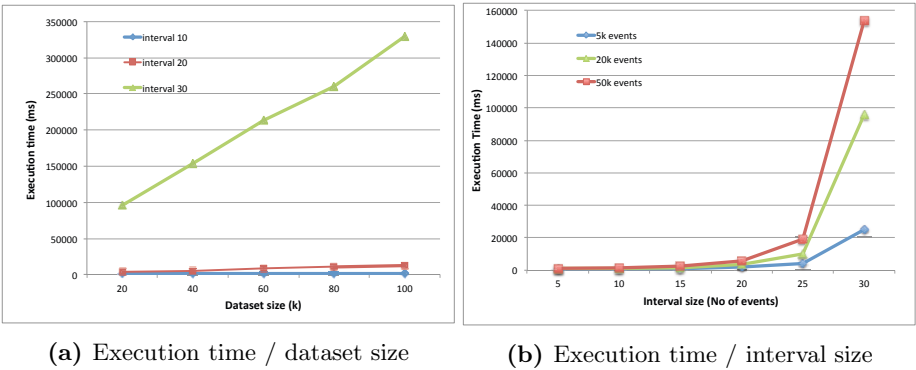 350000
300000
250000
200000
150000
100000
50000
0
Execution time (ms)
interval 10
interval 20
interval 30
20 40 60 80 100
Dataset size (k)
(a) Execution time / dataset size
160000
140000
120000
100000
80000
60000
40000
20000
0
Execution Time (ms)
5k events
20k events
50k events
5 10 15 20 25 30
Interval size (No of events)
(b) Execution time / interval size